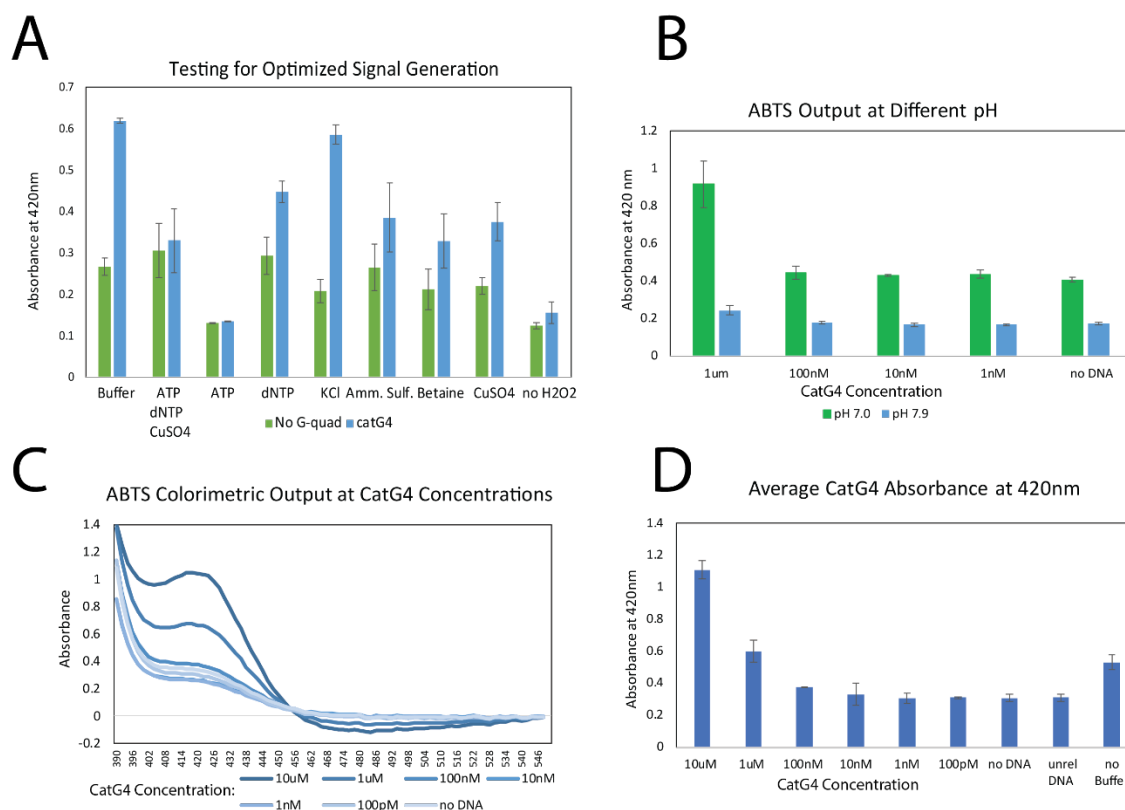 A
Testing for Optimized Signal Generation
Absorbance at 420nm
0.7
0.6
0.5
0.4
0.3
0.2
0.1
0
Buffer
ATP
dNTP
CuSO4
ATP
dNTP
KCl
Amm. Sulf.
Betaine
CuSO4
no H2O2
No G-quad
catG4
B
ABTS Output at Different pH
Absorbance at 420 nm
1.2
1
0.8
0.6
0.4
0.2
0
1um
100nM
10nM
1nM
no DNA
CatG4 Concentration
pH 7.0
pH 7.9
C
ABTS Colorimetric Output at CatG4 Concentrations
Absorbance
1.4
1.2
1
0.8
0.6
0.4
0.2
0
-0.2
390
396
402
408
414
420
426
432
438
444
450
456
462
468
474
480
486
492
498
504
510
516
522
528
534
540
546
CatG4 Concentration:
10uM
1uM
100nM
10nM
1nM
100pM
no DNA
D
Average CatG4 Absorbance at 420nm
Absorbance at 420nm
1.4
1.2
1
0.8
0.6
0.4
0.2
0
10uM
1uM
100nM
10nM
1nM
100pM
no DNA
unrel
DNA
no
Buffe
CatG4 Concentration